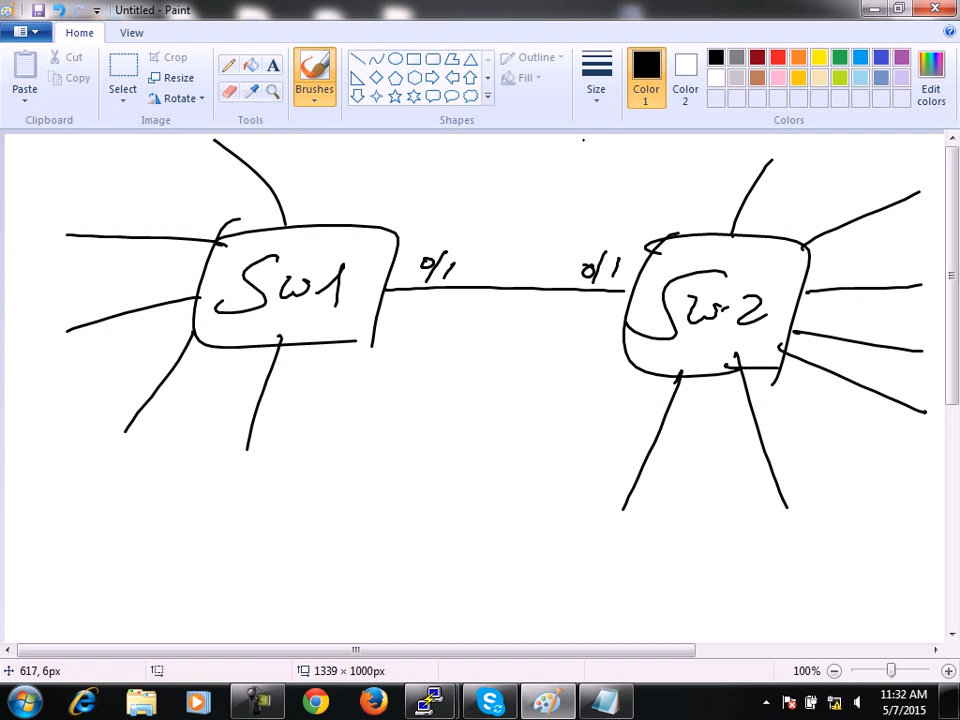 Untitled - Paint
Home
View
Paste
Cut
Copy
Clipboard
Select
Crop
Resize
Rotate
Image
A
Tools
Brushes
Outline
Fill
Shapes
Size
Color 1
Color 2
Edit colors
Colors
0/1
0/1
Sw1
Sw-2
617, 6px
1339 × 1000px
100%
11:32 AM
5/7/2015